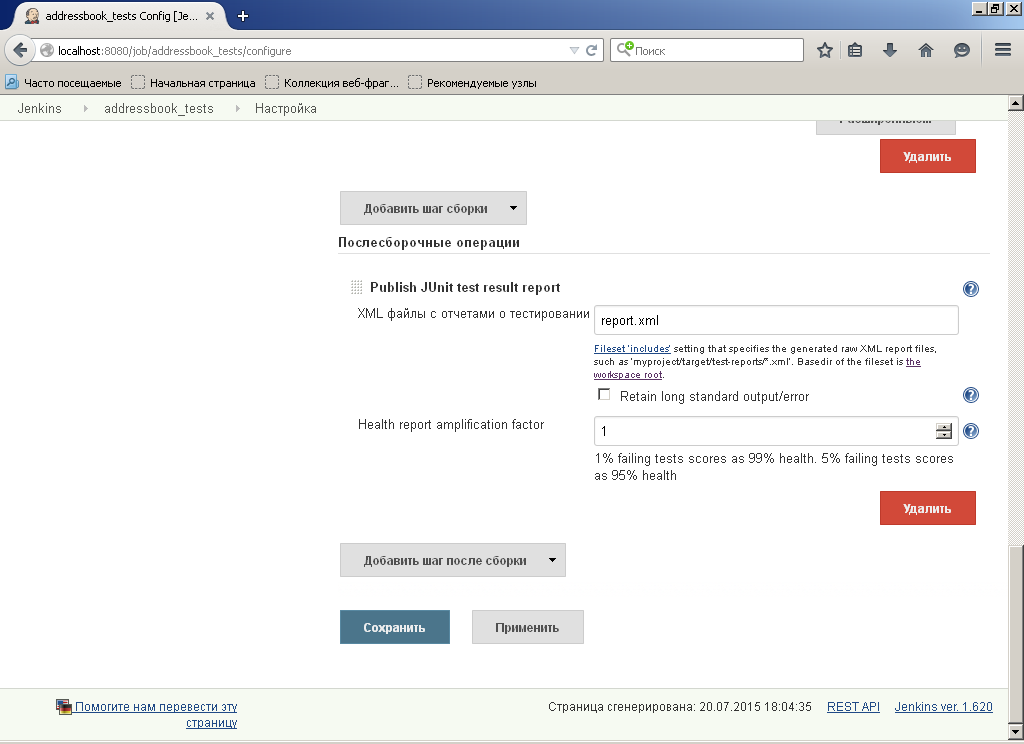 addressbook_tests Config [Je...
localhost:8080/job/addressbook_tests/configure
Поиск
Часто посещаемые
Начальная страница
Коллекция веб-фраг...
Рекомендуемые узлы
Jenkins
addressbook_tests
Настройка
Удалить
Добавить шаг сборки
Послесборочные операции
Publish JUnit test result report
XML файлы с отчетами о тестировании
report.xml
Fileset 'includes' setting that specifies the generated raw XML report files,
such as 'myproject/target/test-reports/*.xml'. Basedir of the fileset is the
workspace root.
Retain long standard output/error
Health report amplification factor
1
1% failing tests scores as 99% health. 5% failing tests scores
as 95% health
Удалить
Добавить шаг после сборки
Сохранить
Применить
Помогите нам перевести эту
страницу
Страница сгенерирована: 20.07.2015 18:04:35
REST API
Jenkins ver. 1.620